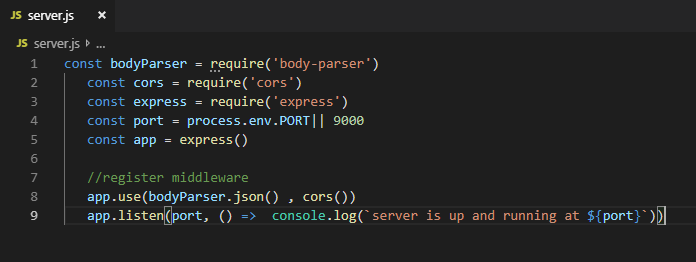 JS server.js ×
JS server.js > ...
1 const bodyParser = require('body-parser')
2 const cors = require('cors')
3 const express = require('express')
4 const port = process.env.PORT|| 9000
5 const app = express()
6
7 //register middleware
8 app.use(bodyParser.json() , cors())
9 app.listen(port, () =>  console.log(`server is up and running at ${port}`))